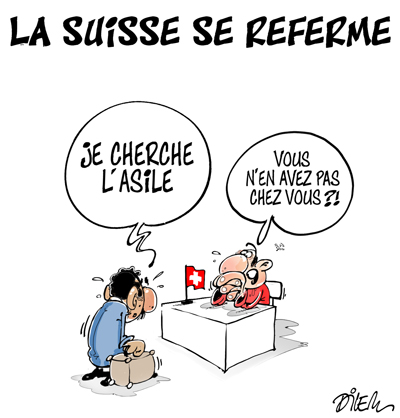 LA SUISSE SE REFERME
JE CHERCHE
L'ASILE
VOUS
N'EN AVEZ PAS
CHEZ VOUS ?!
DILEM